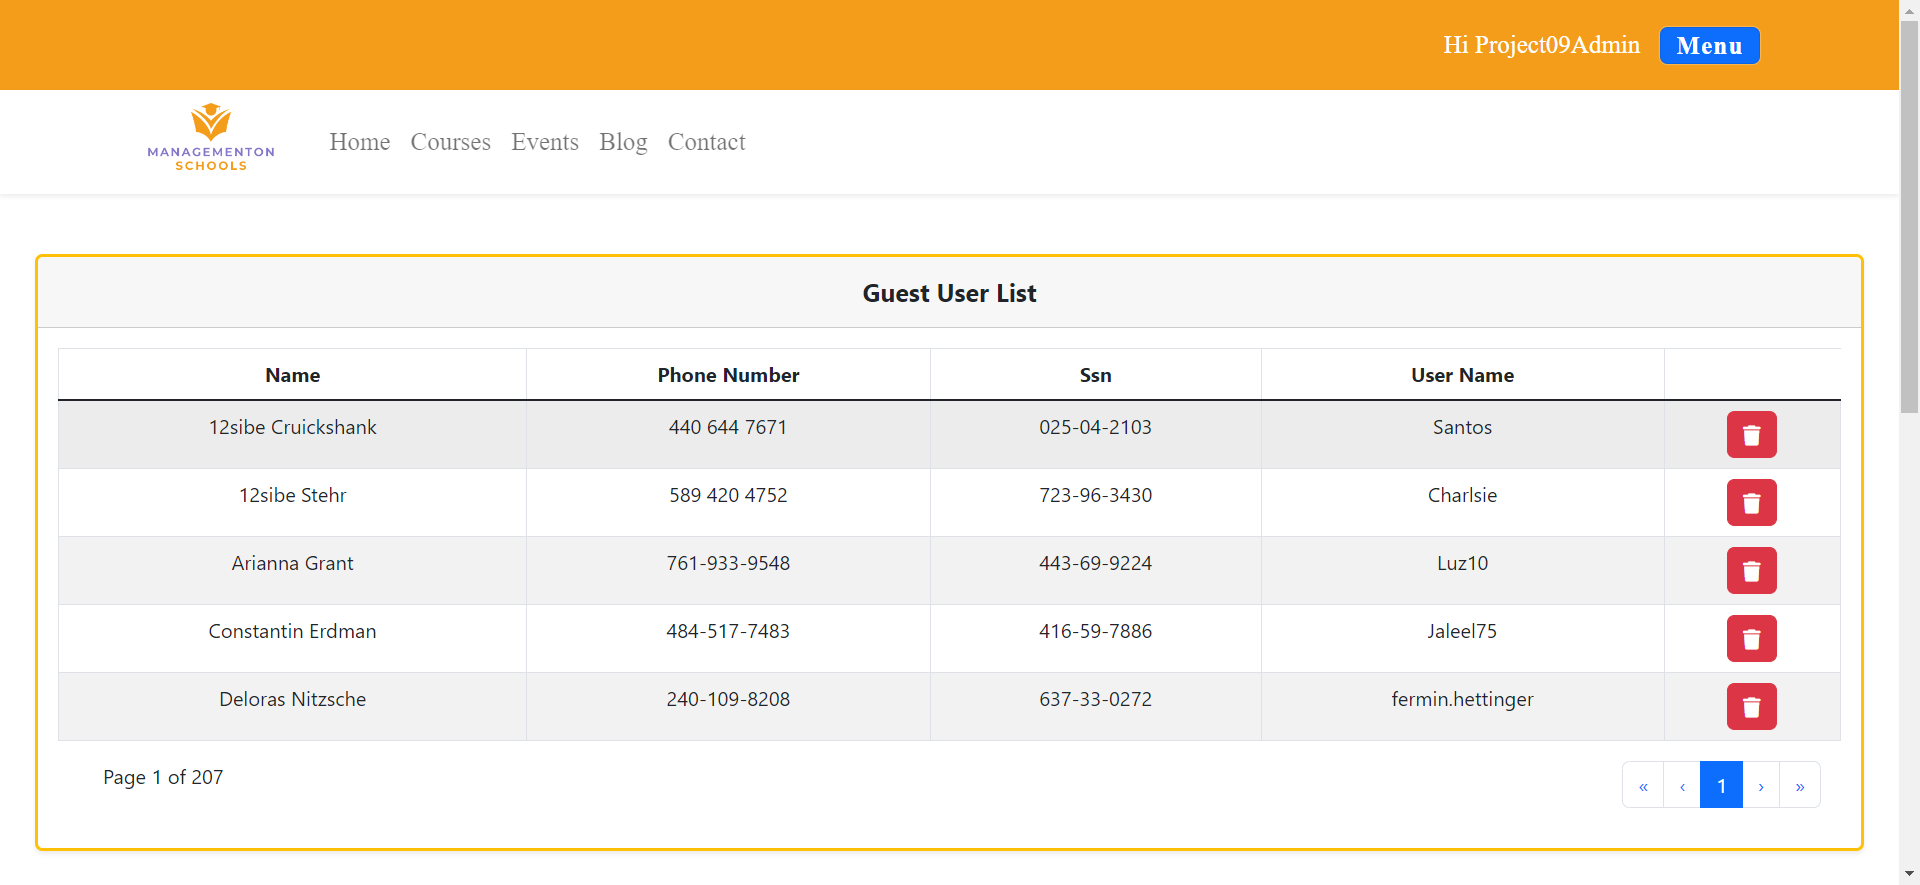 Hi Project09Admin Menu
MANAGEMENTON
SCHOOLS
Home Courses Events Blog Contact
Guest User List
Name Phone Number Ssn User Name
12sibe Cruickshank 440 644 7671 025-04-2103 Santos
12sibe Stehr 589 420 4752 723-96-3430 Charlsie
Arianna Grant 761-933-9548 443-69-9224 Luz10
Constantin Erdman 484-517-7483 416-59-7886 Jaleel75
Deloras Nitzsche 240-109-8208 637-33-0272 fermin.hettinger
Page 1 of 207 « ‹ 1 › »